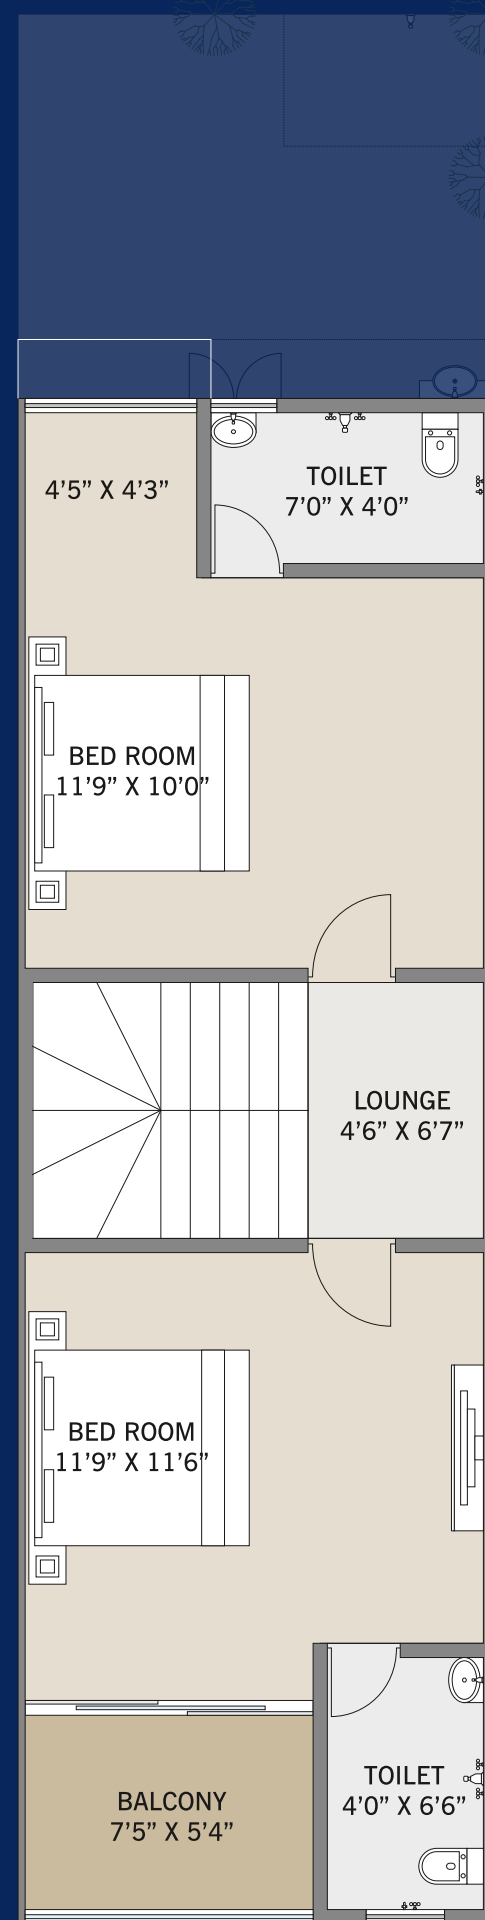 4’5” X 4’3”
TOILET
7’0” X 4’0”
BED ROOM
11’9” X 10’0”
LOUNGE
4’6” X 6’7”
BED ROOM
11’9” X 11’6”
BALCONY
7’5” X 5’4”
TOILET
4’0” X 6’6”